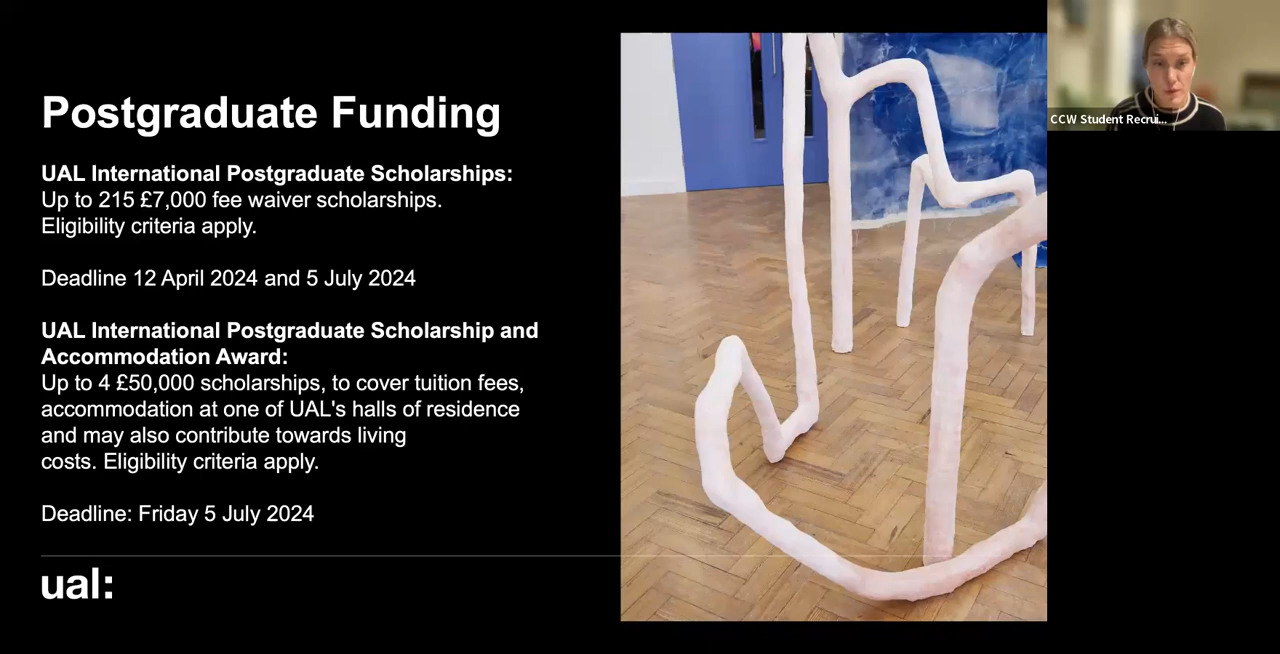 Postgraduate Funding
UAL International Postgraduate Scholarships:
Up to 215 £7,000 fee waiver scholarships.
Eligibility criteria apply.
Deadline 12 April 2024 and 5 July 2024
UAL International Postgraduate Scholarship and
Accommodation Award:
Up to 4 £50,000 scholarships, to cover tuition fees,
accommodation at one of UAL's halls of residence
and may also contribute towards living
costs. Eligibility criteria apply.
Deadline: Friday 5 July 2024
ual:
CCW Student Recrui...